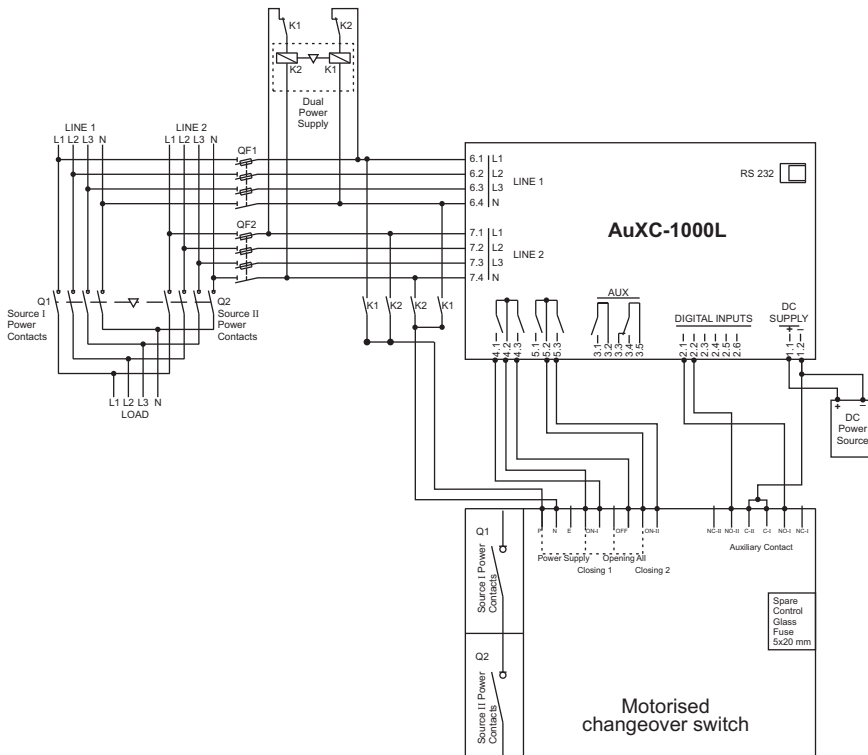 K1
K2
K2
K1
Dual
Power
Supply
LINE 1
LINE 2
L1 L2 L3 N
L1 L2 L3 N
QF1
QF2
6.1 L1
6.2 L2
6.3 L3
6.4 N
LINE 1
7.1 L1
7.2 L2
7.3 L3
7.4 N
LINE 2
RS 232
AuXC-1000L
Q1
Source I
Power
Contacts
Q2
Source II
Power
Contacts
K1
K2
K2
K1
AUX
DIGITAL INPUTS
DC
SUPPLY
+ –
4.1
4.2
4.3
5.1
5.2
5.3
3.1
3.2
3.3
3.4
3.5
2.1
2.2
2.3
2.4
2.5
2.6
1.1
1.2
L1 L2 L3 N
LOAD
+ –
DC
Power
Source
P N E ON-I OFF ON-II
NC-II NO-II C-II C-I NO-I NC-I
Power Supply
Opening All
Closing 1
Closing 2
Auxiliary Contact
Q1
Source I Power
Contacts
Q2
Source II Power
Contacts
Spare
Control
Glass
Fuse
5x20 mm
Motorised
changeover switch